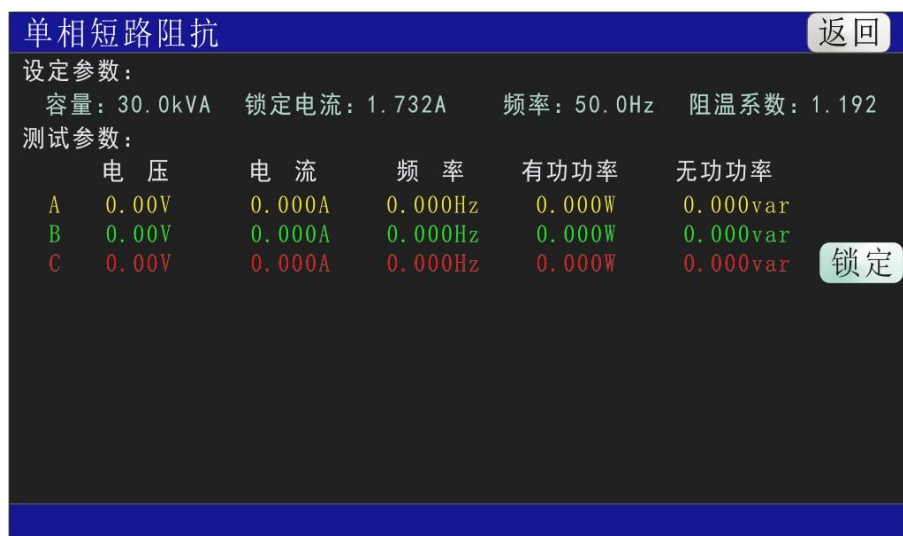 单相短路阻抗 返回
设定参数：
容量：30.0kVA 锁定电流：1.732A 频率：50.0Hz 阻温系数：1.192
测试参数：
电 压 电 流 频 率 有功功率 无功功率
A 0.00V 0.000A 0.000Hz 0.000W 0.000var
B 0.00V 0.000A 0.000Hz 0.000W 0.000var
C 0.00V 0.000A 0.000Hz 0.000W 0.000var 锁定